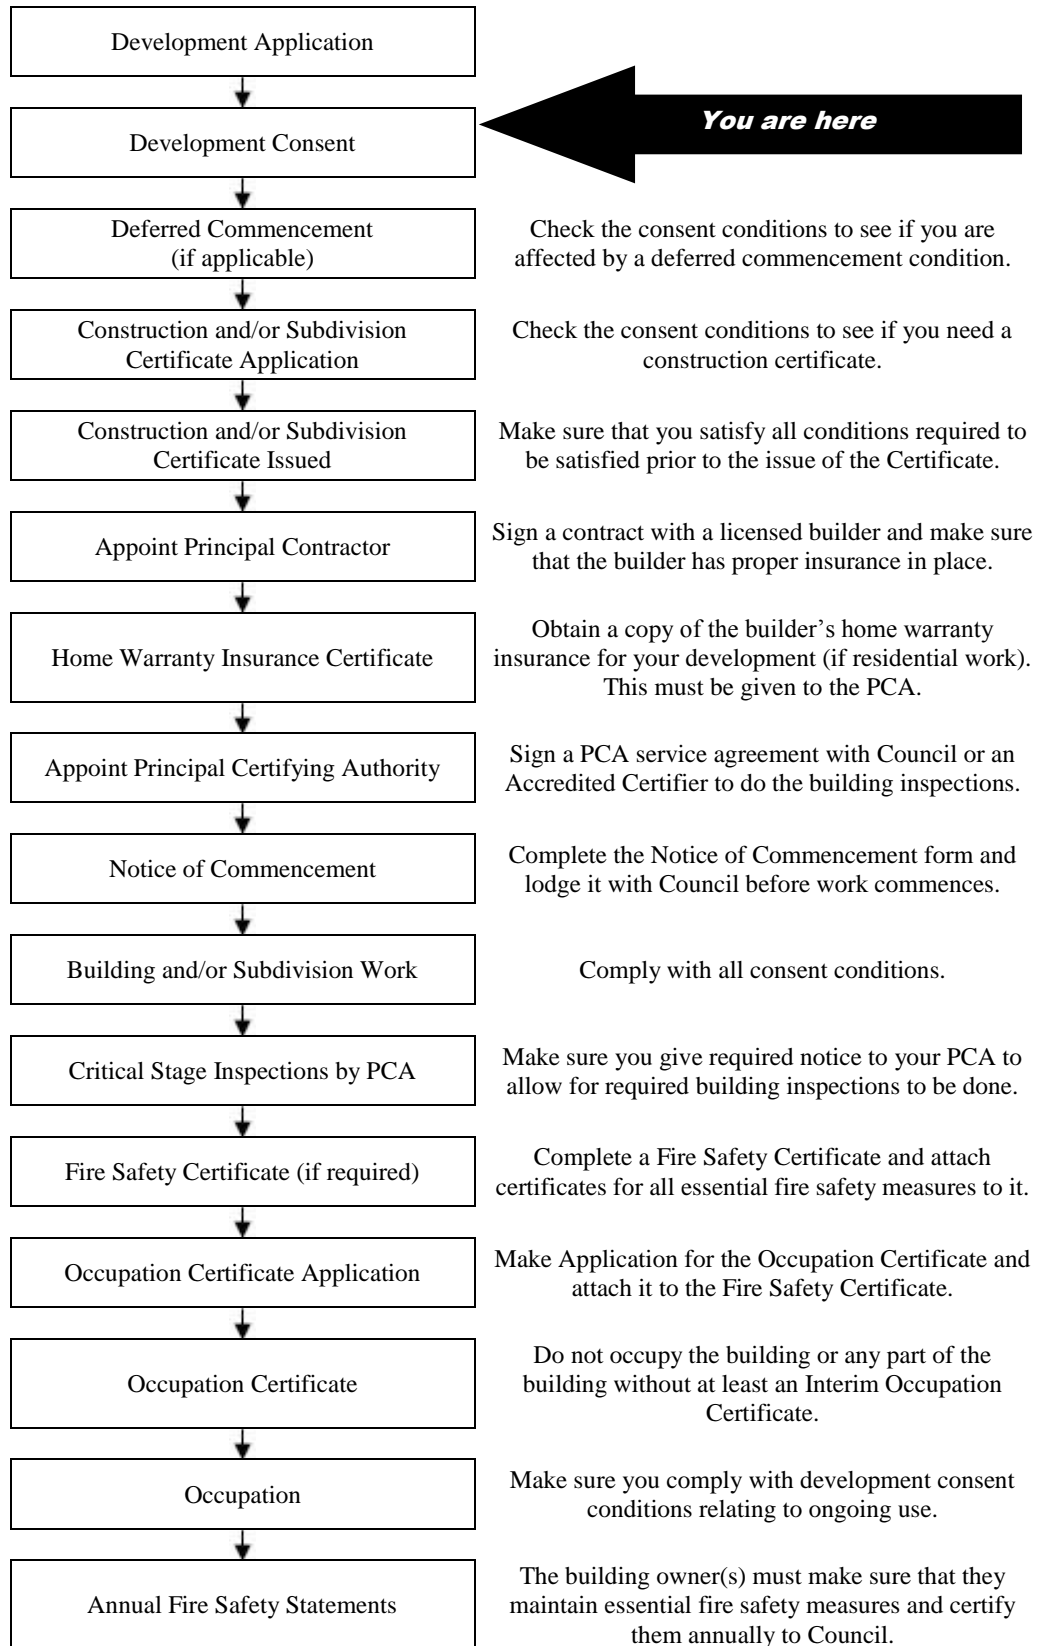 Development Application
Development Consent
You are here
Deferred Commencement
(if applicable)
Check the consent conditions to see if you are
affected by a deferred commencement condition.
Construction and/or Subdivision
Certificate Application
Check the consent conditions to see if you need a
construction certificate.
Construction and/or Subdivision
Certificate Issued
Make sure that you satisfy all conditions required to
be satisfied prior to the issue of the Certificate.
Appoint Principal Contractor
Sign a contract with a licensed builder and make sure
that the builder has proper insurance in place.
Home Warranty Insurance Certificate
Obtain a copy of the builder’s home warranty
insurance for your development (if residential work).
This must be given to the PCA.
Appoint Principal Certifying Authority
Sign a PCA service agreement with Council or an
Accredited Certifier to do the building inspections.
Notice of Commencement
Complete the Notice of Commencement form and
lodge it with Council before work commences.
Building and/or Subdivision Work
Comply with all consent conditions.
Critical Stage Inspections by PCA
Make sure you give required notice to your PCA to
allow for required building inspections to be done.
Fire Safety Certificate (if required)
Complete a Fire Safety Certificate and attach
certificates for all essential fire safety measures to it.
Occupation Certificate Application
Make Application for the Occupation Certificate and
attach it to the Fire Safety Certificate.
Occupation Certificate
Do not occupy the building or any part of the
building without at least an Interim Occupation
Certificate.
Occupation
Make sure you comply with development consent
conditions relating to ongoing use.
Annual Fire Safety Statements
The building owner(s) must make sure that they
maintain essential fire safety measures and certify
them annually to Council.